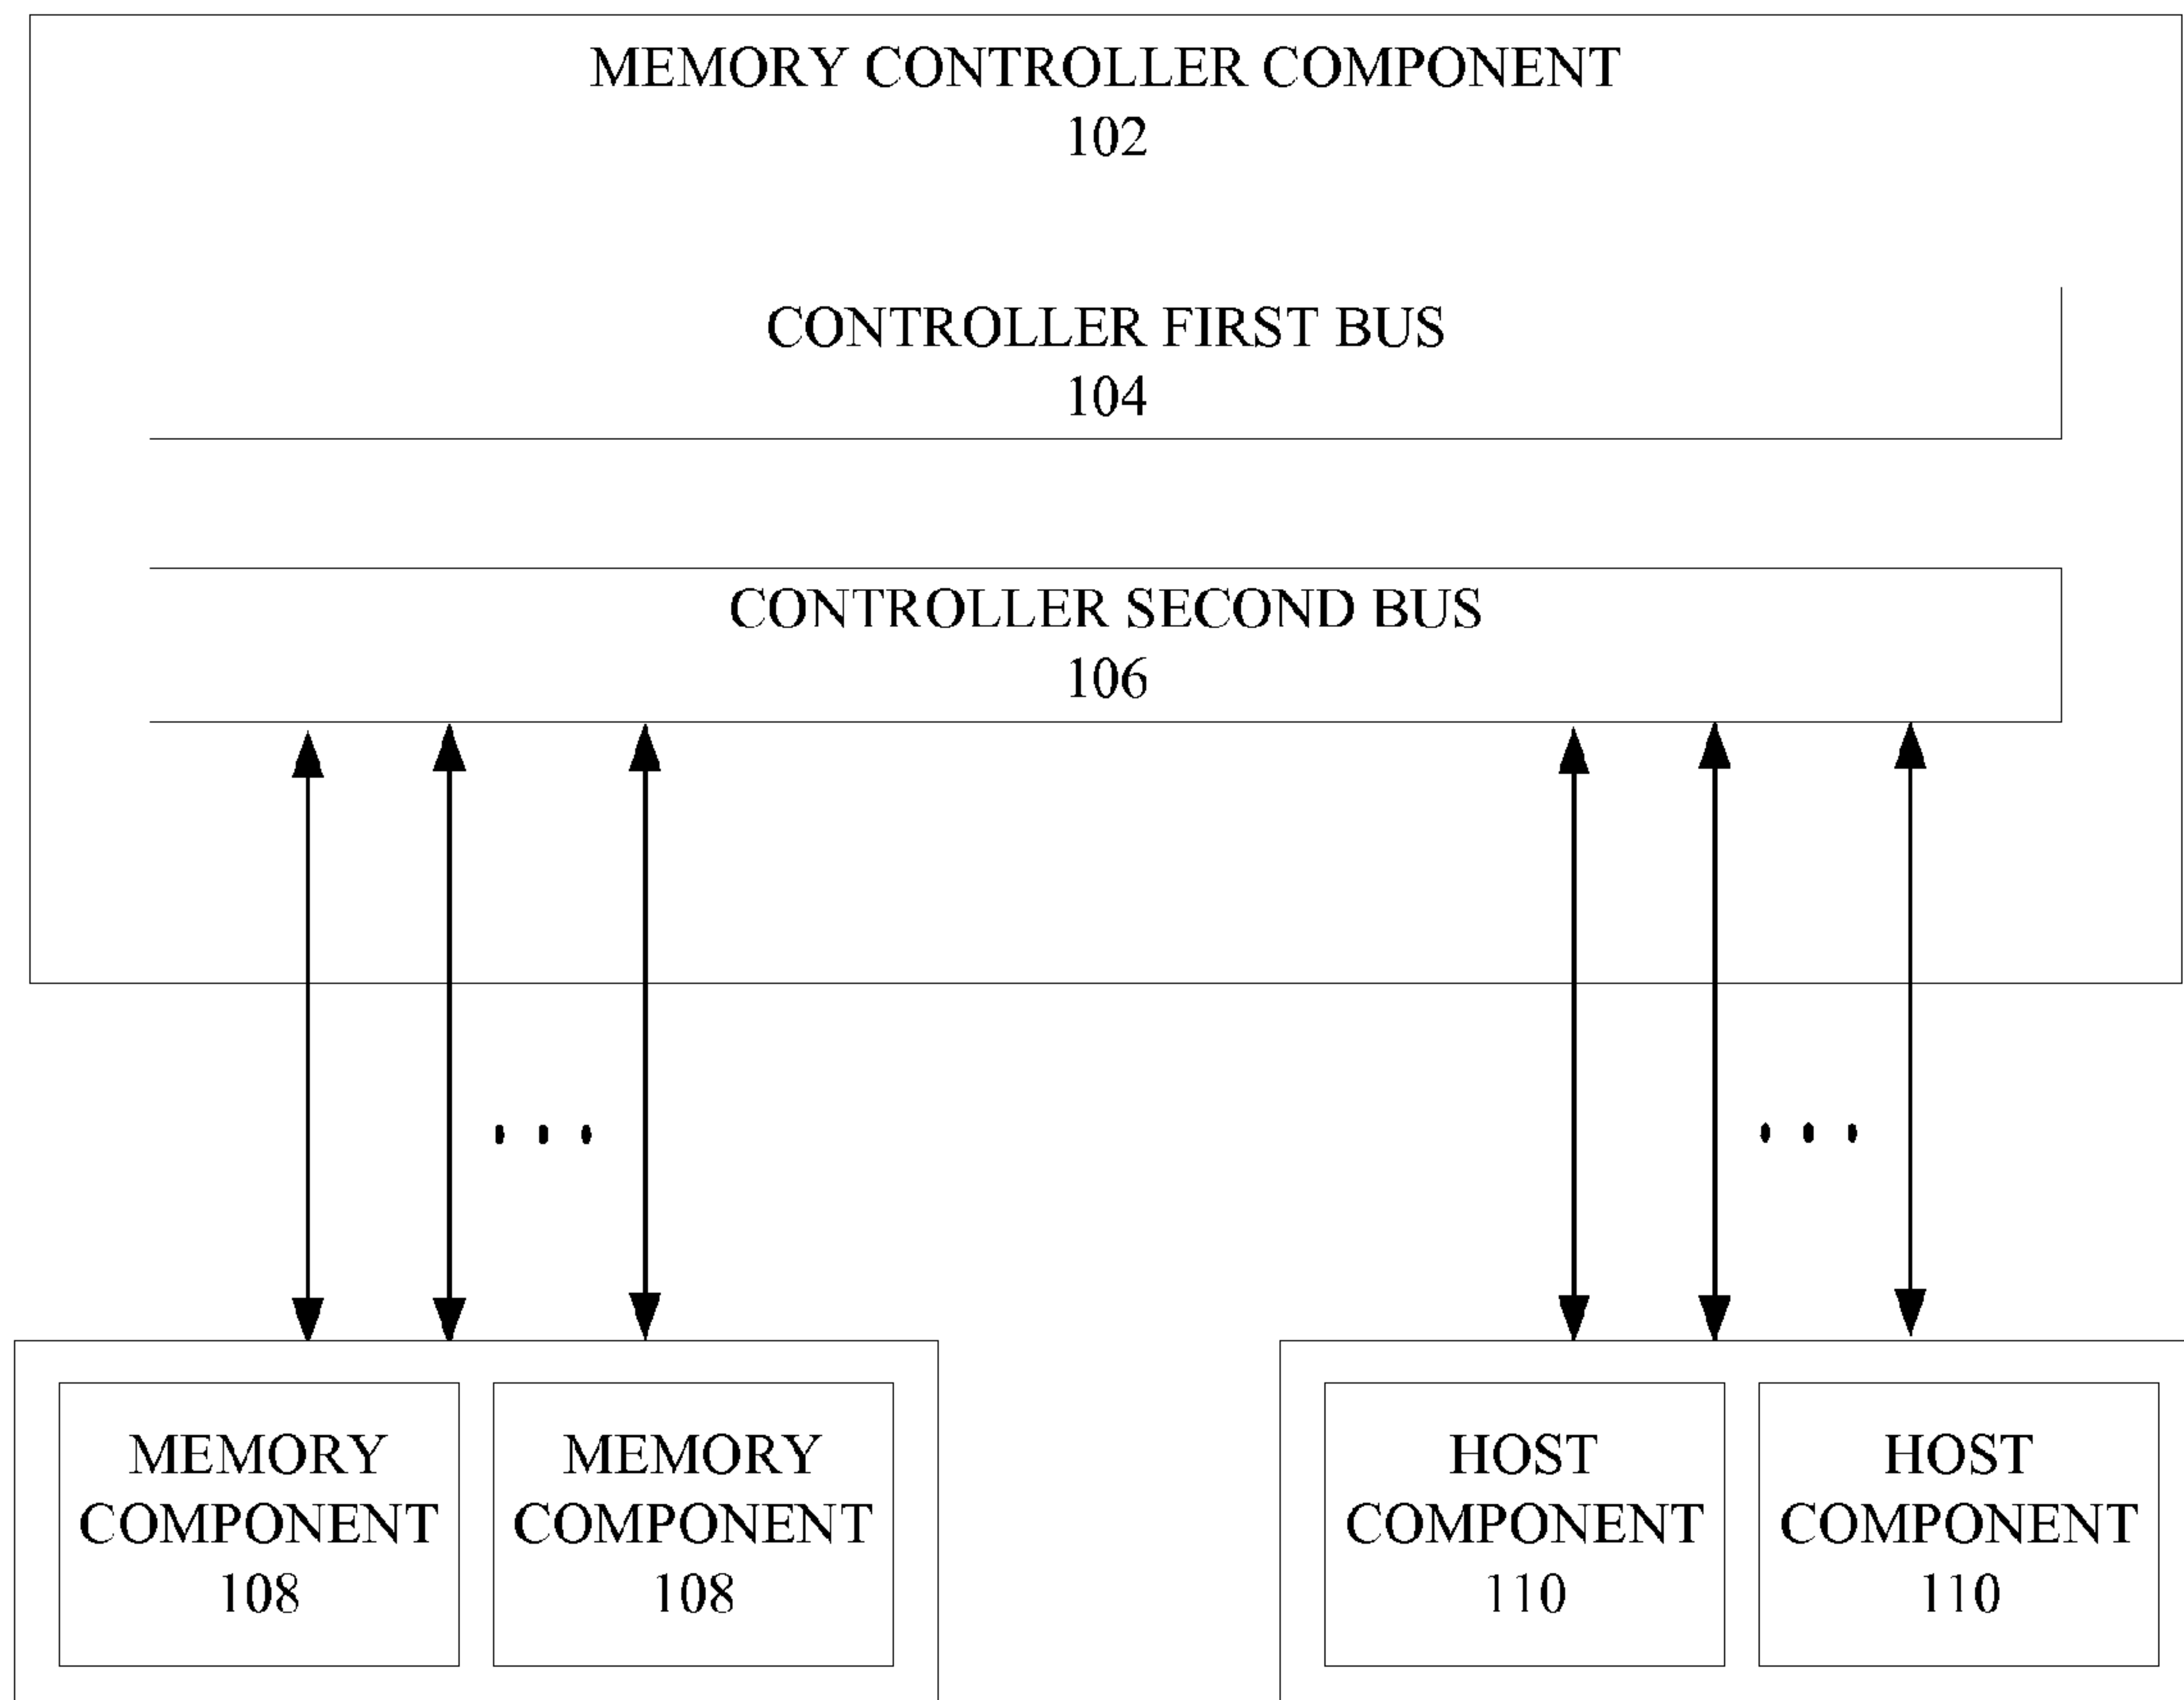 MEMORY CONTROLLER COMPONENT
102
CONTROLLER FIRST BUS
104
CONTROLLER SECOND BUS
106
MEMORY
COMPONENT
108
MEMORY
COMPONENT
108
HOST
COMPONENT
110
HOST
COMPONENT
110